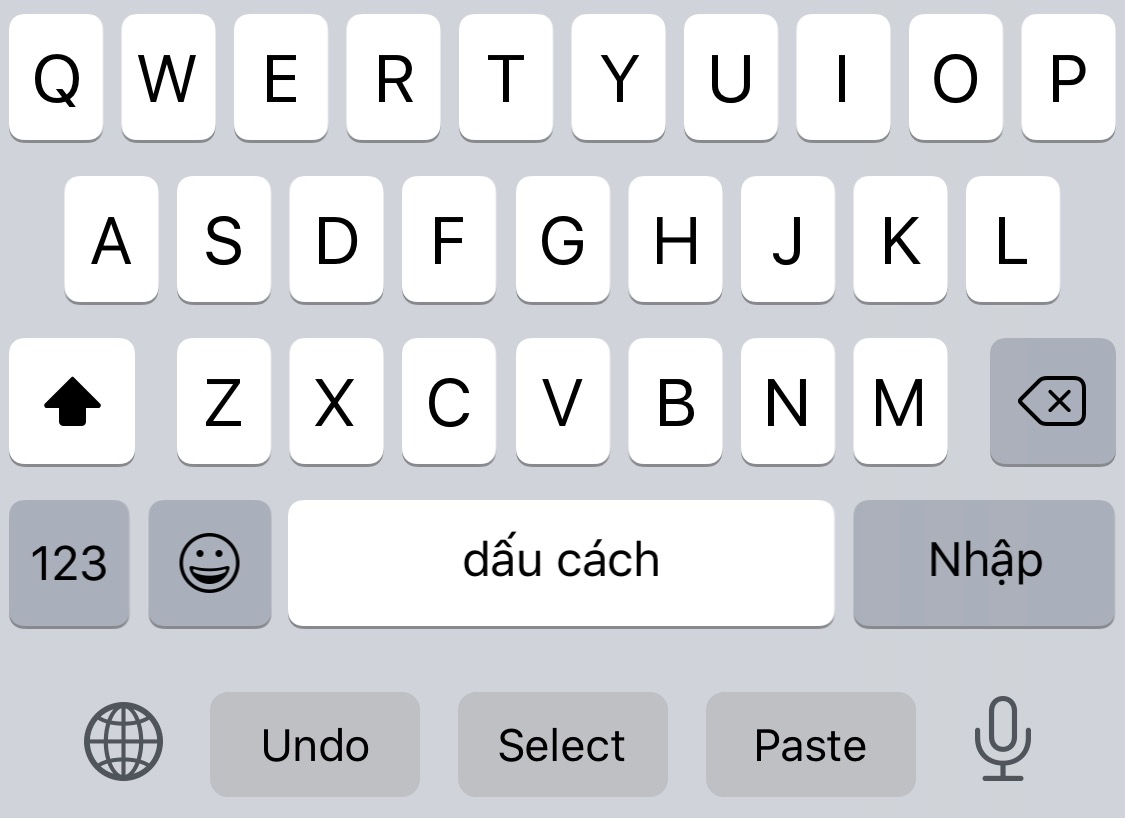 Q W E R T Y U I O P
A S D F G H J K L
Z X C V B N M
123 dấu cách Nhập
Undo Select Paste